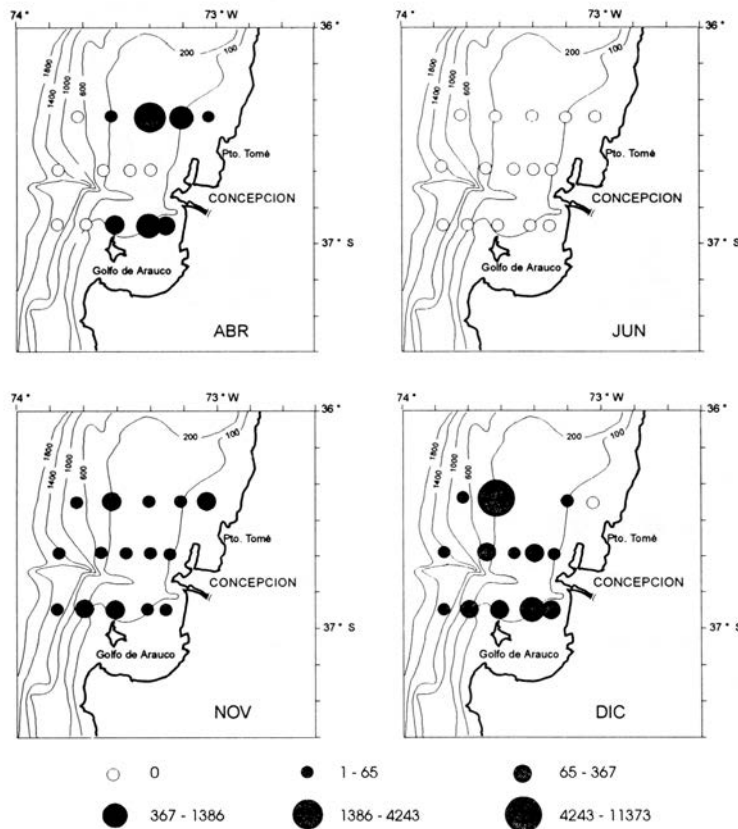 74 °
73 ° W
36 °
1800
1400
1000
600
200
100
Pto. Tomé
CONCEPCION
37 ° S
Golfo de Arauco
ABR
73 ° W
36 °
1800
1400
1000
600
200
100
Pto. Tomé
CONCEPCION
37 ° S
Golfo de Arauco
JUN
74 °
73 ° W
36 °
1800
1400
1000
600
200
100
Pto. Tomé
CONCEPCION
37 ° S
Golfo de Arauco
NOV
74 °
73 ° W
36 °
1800
1400
1000
600
200
100
Pto. Tomé
CONCEPCION
37 ° S
Golfo de Arauco
DIC
0
1 - 65
65 - 367
367 - 1386
1386 - 4243
4243 - 11373